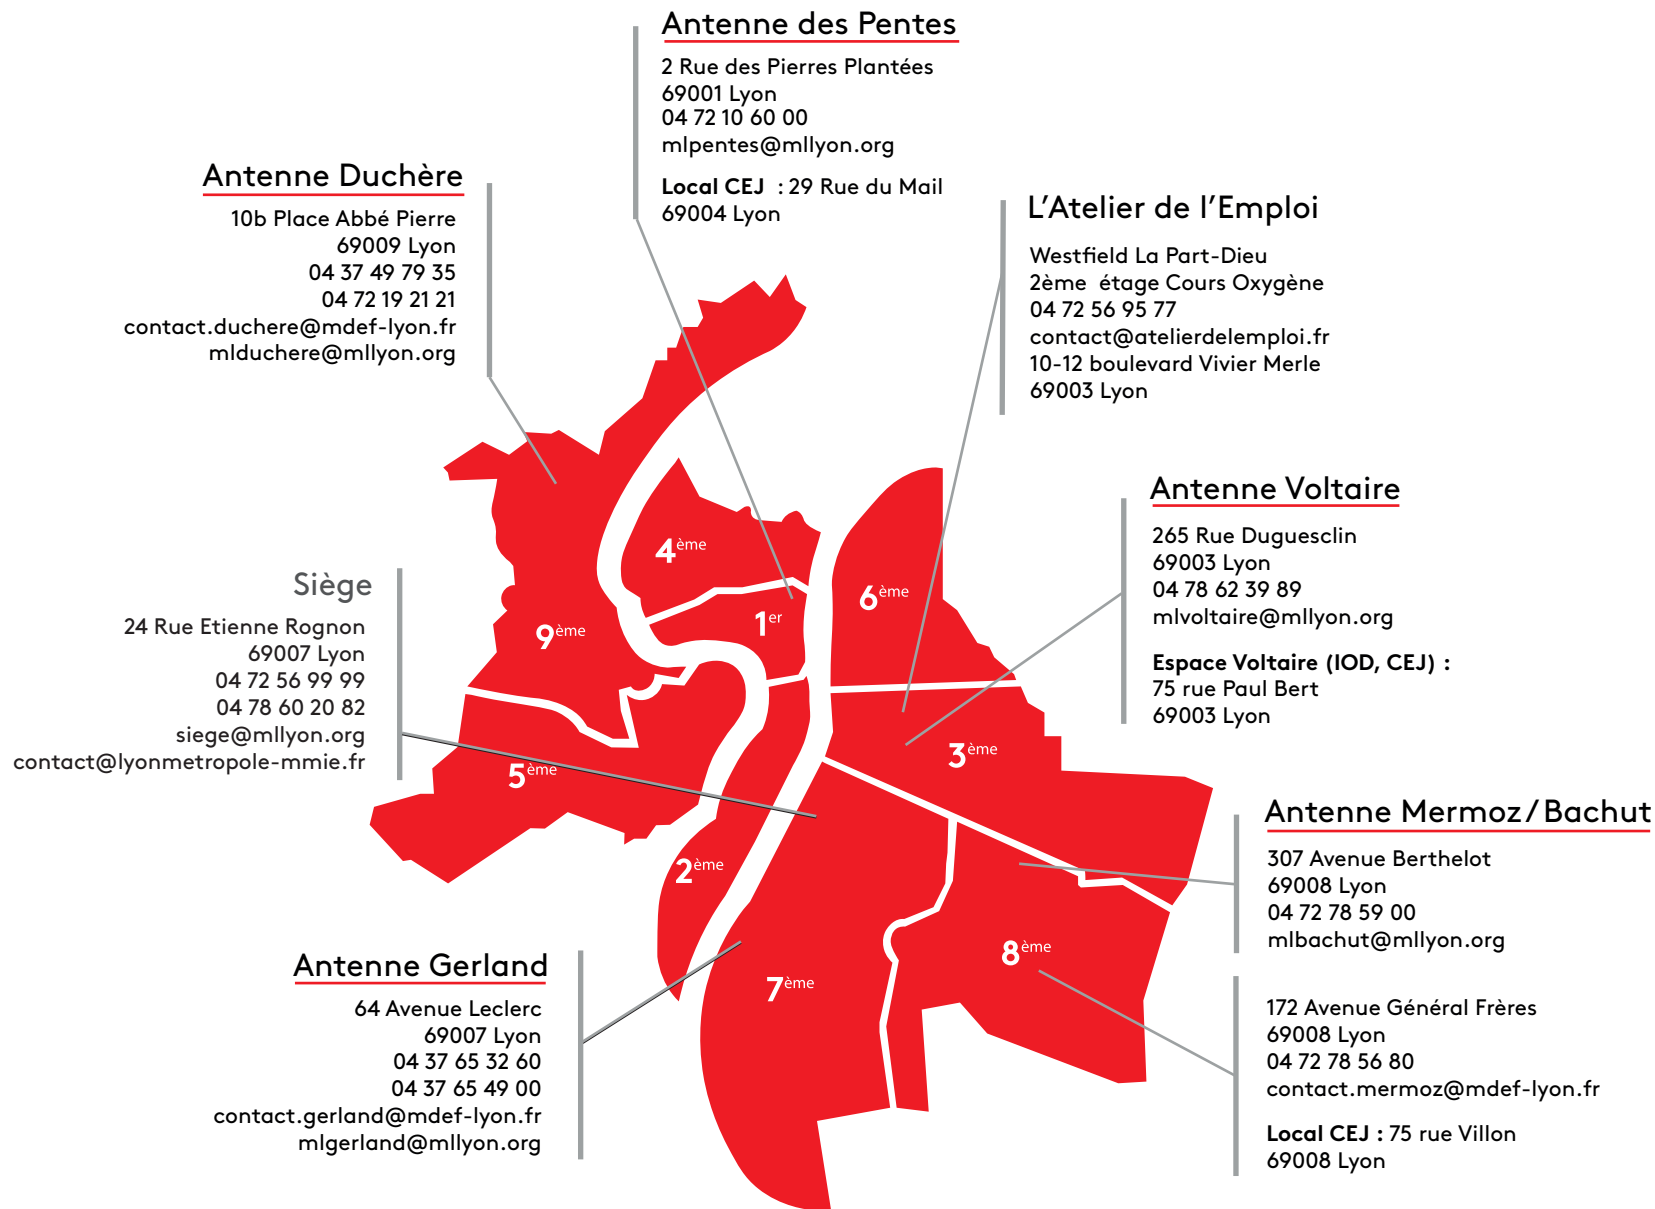 Antenne des Pentes
2 Rue des Pierres Plantées
69001 Lyon
04 72 10 60 00
mlpentes@mllyon.org
Local CEJ : 29 Rue du Mail
69004 Lyon
Antenne Duchère
10b Place Abbé Pierre
69009 Lyon
04 37 49 79 35
04 72 19 21 21
contact.duchere@mdef-lyon.fr
mlduchere@mllyon.org
L'Atelier de l'Emploi
Westfield La Part-Dieu
2ème étage Cours Oxygène
04 72 56 95 77
contact@atelierdelemploi.fr
10-12 boulevard Vivier Merle
69003 Lyon
Antenne Voltaire
265 Rue Duguesclin
69003 Lyon
04 78 62 39 89
mlvoltaire@mllyon.org
Espace Voltaire (IOD, CEJ) :
75 rue Paul Bert
69003 Lyon
Siège
24 Rue Etienne Rognon
69007 Lyon
04 72 56 99 99
04 78 60 20 82
siege@mllyon.org
contact@lyonmetropole-mmie.fr
4ème
6ème
1er
9ème
3ème
5ème
2ème
8ème
7ème
Antenne Mermoz/Bachut
307 Avenue Berthelot
69008 Lyon
04 72 78 59 00
mlbachut@mllyon.org
172 Avenue Général Frères
69008 Lyon
04 72 78 56 80
contact.mermoz@mdef-lyon.fr
Local CEJ : 75 rue Villon
69008 Lyon
Antenne Gerland
64 Avenue Leclerc
69007 Lyon
04 37 65 32 60
04 37 65 49 00
contact.gerland@mdef-lyon.fr
mlgerland@mllyon.org